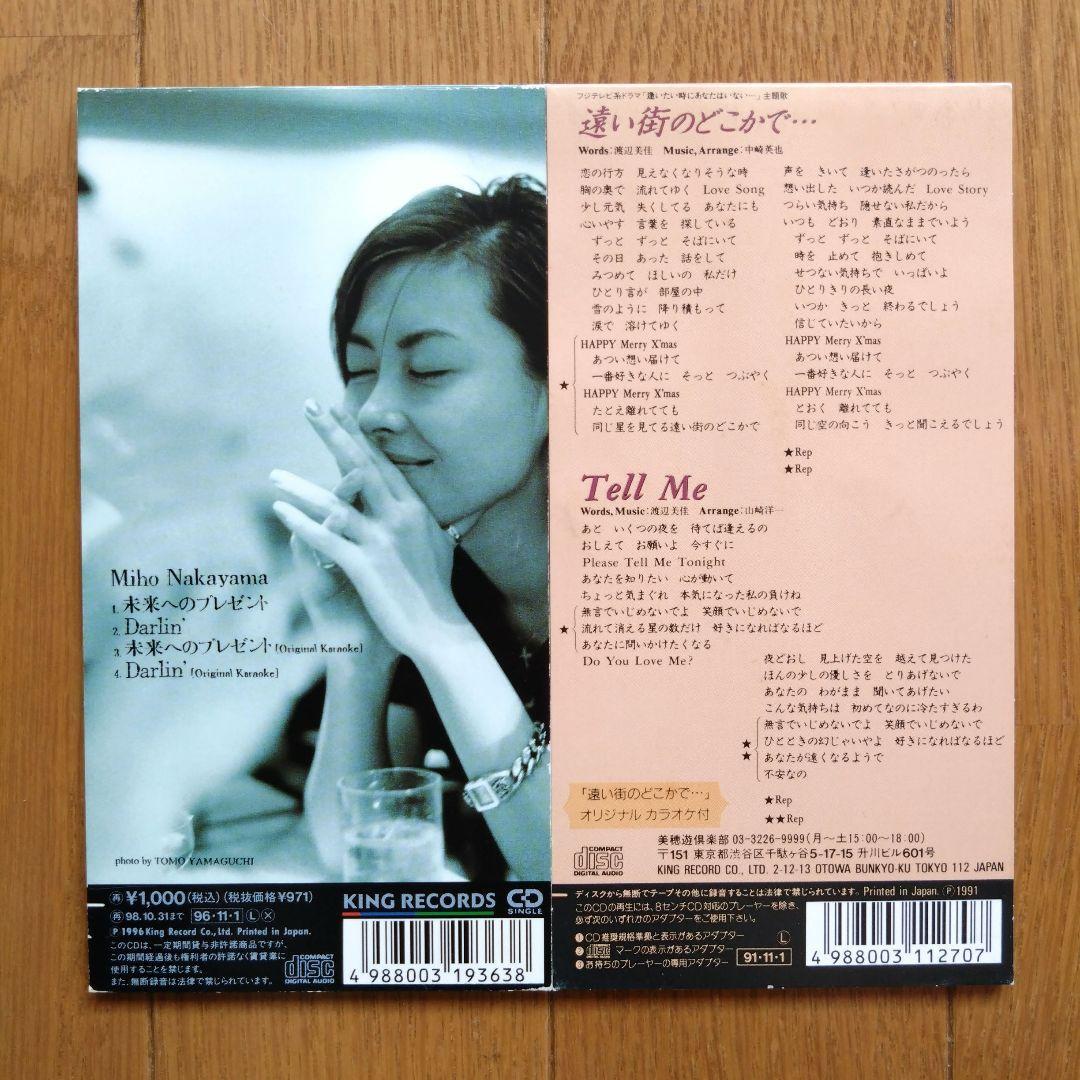 Miho Nakayama
1. 未来へのプレゼント
2. Darlin'
3. 未来へのプレゼント [Original Karaoke]
4. Darlin' [Original Karaoke]
photo by TOMO YAMAGUCHI
再 ¥1,000(税込)(税抜価格¥971)
再 98.10.31まで 96・11・1 L X
KING RECORDS
CD SINGLE
P 1996 King Record Co., Ltd. Printed in Japan.
このCDは、一定期間貸与非許諾商品ですが、
この期間経過後も権利者の許諾なく賃貸業に
使用することを禁じます。
また、無断録音は法律で禁じられています。
COMPACT disc DIGITAL AUDIO
4 988003 193638
フジテレビ系ドラマ「逢いたい時にあなたはいない…」主題歌
遠い街のどこかで…
Words:渡辺美佳 Music, Arrange:中崎英也
恋の行方 見えなくなりそうな時
胸の奥で 流れてゆく Love Song
少し元気 失くしてる あなたにも
心いやす 言葉を 探している
ずっと ずっと そばにいて
その日 あった 話をして
みつめて ほしいの 私だけ
ひとり言が 部屋の中
雪のように 降り積もって
涙で 溶けてゆく
★
HAPPY Merry X'mas
あつい想い届けて
一番好きな人に そっと つぶやく
HAPPY Merry X'mas
たとえ離れてても
同じ星を見てる遠い街のどこかで
声を きいて 逢いたさがつのったら
想い出した いつか読んだ Love Story
つらい気持ち 隠せない私だから
いつも どおり 素直なままでいよう
ずっと ずっと そばにいて
時を 止めて 抱きしめて
せつない気持ちで いっぱいよ
ひとりきりの長い夜
いつか きっと 終わるでしょう
信じていたいから
HAPPY Merry X'mas
あつい想い届けて
一番好きな人に そっと つぶやく
HAPPY Merry X'mas
とおく 離れてても
同じ空の向こう きっと聞こえるでしょう
★Rep
★Rep
Tell Me
Words, Music:渡辺美佳 Arrange:山崎洋一
あと いくつの夜を 待てば逢えるの
おしえて お願いよ 今すぐに
Please Tell Me Tonight
あなたを知りたい 心が動いて
ちょっと気まぐれ 本気になった私の負けね
★
無言でいじめないでよ 笑顔でいじめないで
流れて消える星の数だけ 好きになればなるほど
あなたに問いかけたくなる
Do You Love Me?
夜どおし 見上げた空を 越えて見つけた
ほんの少しの優しさを とりあげないで
あなたの わがまま 聞いてあげたい
こんな気持ちは 初めてなのに冷たすぎるわ
★★
無言でいじめないでよ 笑顔でいじめないで
ひとときの幻じゃいやよ 好きになればなるほど
あなたが遠くなるようで
不安なの
★Rep
★★Rep
「遠い街のどこかで…」
オリジナル カラオケ付
美穂遊倶楽部 03-3226-9999(月〜土15:00〜18:00)
〒151 東京都渋谷区千駄ヶ谷5-17-15 升川ビル601号
KING RECORD CO., LTD. 2-12-13 OTOWA BUNKYO-KU TOKYO 112 JAPAN
COMPACT disc DIGITAL AUDIO
ディスクから無断でテープその他に録音することは法律で禁じられています。 Printed in Japan. Ⓟ1991
このCDの再生には、8センチCD対応のプレーヤーを除き、
必ず次のいずれかのアダプターをご使用下さい。
❶CD推奨規格準拠と表示があるアダプター
❷ マークの表示があるアダプター
❸お持ちのプレーヤーの専用アダプター
L
91・11・1
4 988003 112707